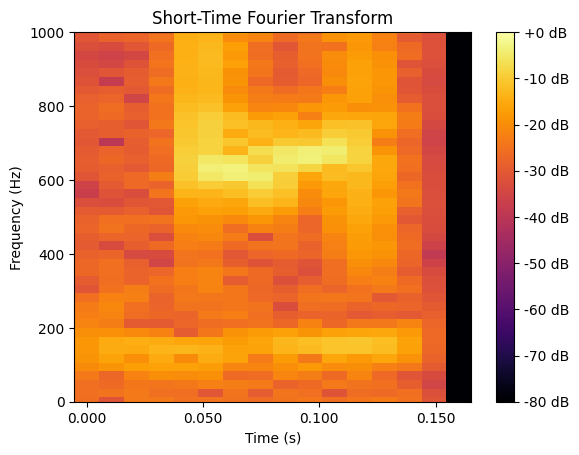 Short-Time Fourier Transform
Frequency (Hz)
1000
800
600
400
200
0
0.000 0.050 0.100 0.150
Time (s)
+0 dB
-10 dB
-20 dB
-30 dB
-40 dB
-50 dB
-60 dB
-70 dB
-80 dB